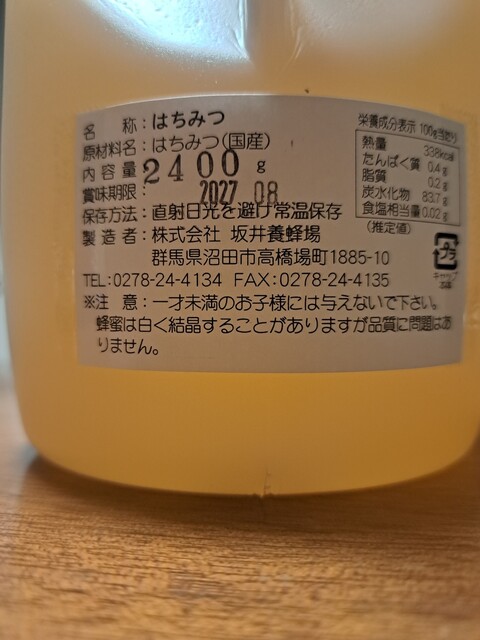 名　　称：はちみつ
原材料名：はちみつ(国産)
内 容 量：2400 g
賞味期限：2027 08
保存方法：直射日光を避け常温保存
製 造 者：株式会社 坂井養蜂場
群馬県沼田市高橋場町1885-10
TEL:0278-24-4134 FAX:0278-24-4135
※注　意：一才未満のお子様には与えないで下さい。
蜂蜜は白く結晶することがありますが品質に問題はあ
りません。
栄養成分表示 100g当り
熱量 338kcal
たんぱく質 0.4g
脂質 0.2g
炭水化物 83.7g
食塩相当量 0.02g
(推定値)
プラ
キャップ